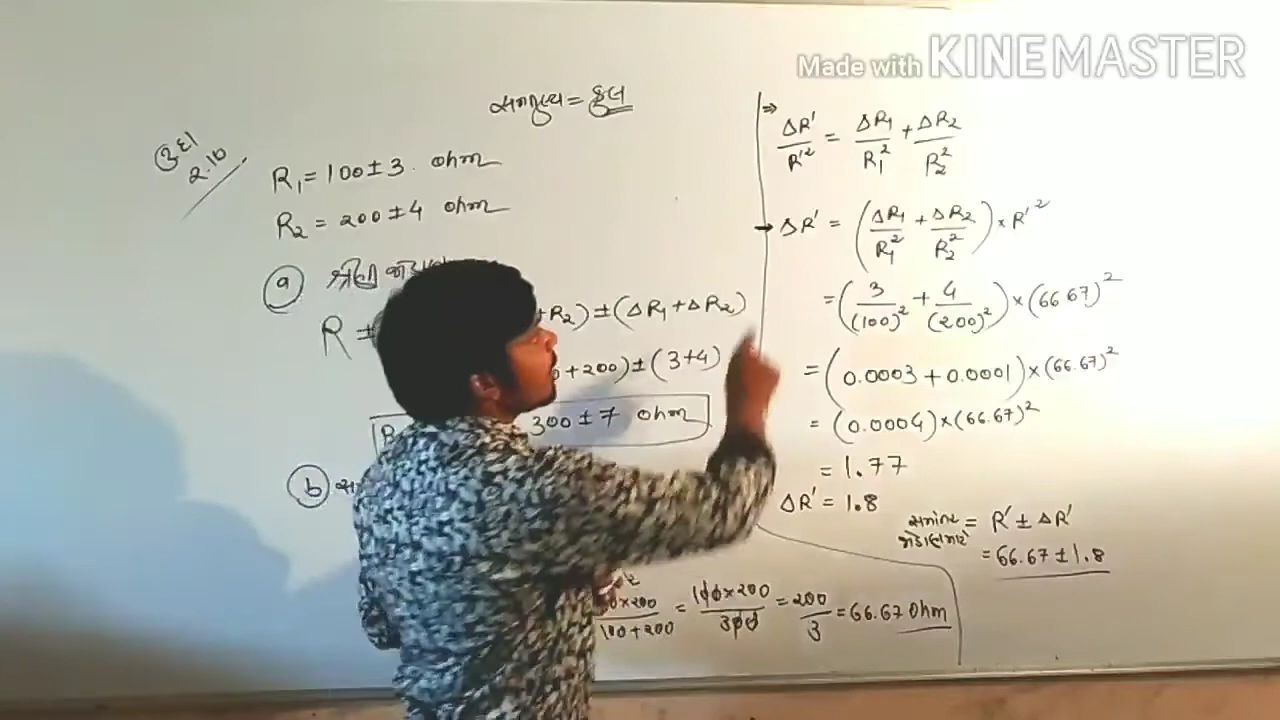 Made with KINEMASTER
સમતુલ્ય = કુલ
ઉદા
2.10
R₁ = 100 ± 3 ohm
R₂ = 200 ± 4 ohm
(a) શ્રેણી
R ± +R₂) ± (ΔR₁ + ΔR₂)
0+200) ± (3+4)
300 ± 7 ohm
(b)
0×200/100+200 = 100×200/300 = 200/3 = 66.67 Ohm
⇒ ΔR'/R'² = ΔR₁/R₁² + ΔR₂/R₂²
→ ΔR' = (ΔR₁/R₁² + ΔR₂/R₂²) × R'²
= (3/(100)² + 4/(200)²) × (66.67)²
= (0.0003 + 0.0001) × (66.67)²
= (0.0004) × (66.67)²
= 1.77
ΔR' = 1.8
સમાંતર = R' ± ΔR'
જોડાણ માટે
= 66.67 ± 1.8